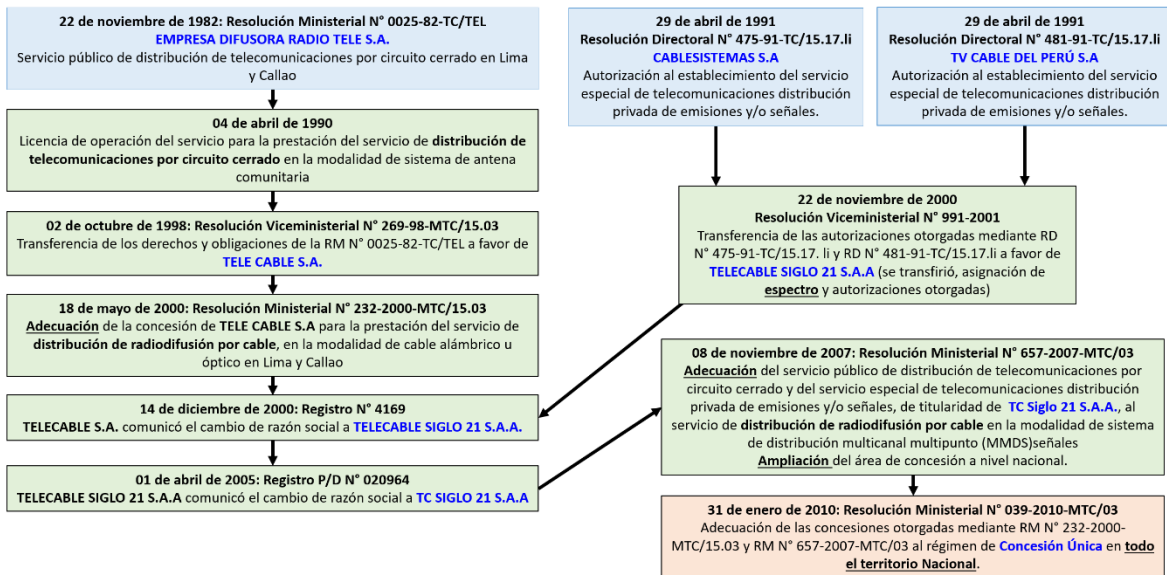 22 de noviembre de 1982: Resolución Ministerial N° 0025-82-TC/TEL
EMPRESA DIFUSORA RADIO TELE S.A.
Servicio público de distribución de telecomunicaciones por circuito cerrado en Lima
y Callao
04 de abril de 1990
Licencia de operación del servicio para la prestación del servicio de distribución de
telecomunicaciones por circuito cerrado en la modalidad de sistema de antena
comunitaria
02 de octubre de 1998: Resolución Viceministerial N° 269-98-MTC/15.03
Transferencia de los derechos y obligaciones de la RM N° 0025-82-TC/TEL a favor de
TELE CABLE S.A.
18 de mayo de 2000: Resolución Ministerial N° 232-2000-MTC/15.03
Adecuación de la concesión de TELE CABLE S.A para la prestación del servicio de
distribución de radiodifusión por cable, en la modalidad de cable alámbrico u
óptico en Lima y Callao
14 de diciembre de 2000: Registro N° 4169
TELECABLE S.A. comunicó el cambio de razón social a TELECABLE SIGLO 21 S.A.A.
01 de abril de 2005: Registro P/D N° 020964
TELECABLE SIGLO 21 S.A.A comunicó el cambio de razón social a TC SIGLO 21 S.A.A
29 de abril de 1991
Resolución Directoral N° 475-91-TC/15.17.li
CABLESISTEMAS S.A
Autorización al establecimiento del servicio
especial de telecomunicaciones distribución
privada de emisiones y/o señales.
29 de abril de 1991
Resolución Directoral N° 481-91-TC/15.17.li
TV CABLE DEL PERÚ S.A
Autorización al establecimiento del servicio
especial de telecomunicaciones distribución
privada de emisiones y/o señales.
22 de noviembre de 2000
Resolución Viceministerial N° 991-2001
Transferencia de las autorizaciones otorgadas mediante RD
N° 475-91-TC/15.17. li y RD N° 481-91-TC/15.17.li a favor de
TELECABLE SIGLO 21 S.A.A (se transfirió, asignación de
espectro y autorizaciones otorgadas)
08 de noviembre de 2007: Resolución Ministerial N° 657-2007-MTC/03
Adecuación del servicio público de distribución de telecomunicaciones por
circuito cerrado y del servicio especial de telecomunicaciones distribución
privada de emisiones y/o señales, de titularidad de TC Siglo 21 S.A.A., al
servicio de distribución de radiodifusión por cable en la modalidad de sistema
de distribución multicanal multipunto (MMDS)señales
Ampliación del área de concesión a nivel nacional.
31 de enero de 2010: Resolución Ministerial N° 039-2010-MTC/03
Adecuación de las concesiones otorgadas mediante RM N° 232-2000-
MTC/15.03 y RM N° 657-2007-MTC/03 al régimen de Concesión Única en todo
el territorio Nacional.